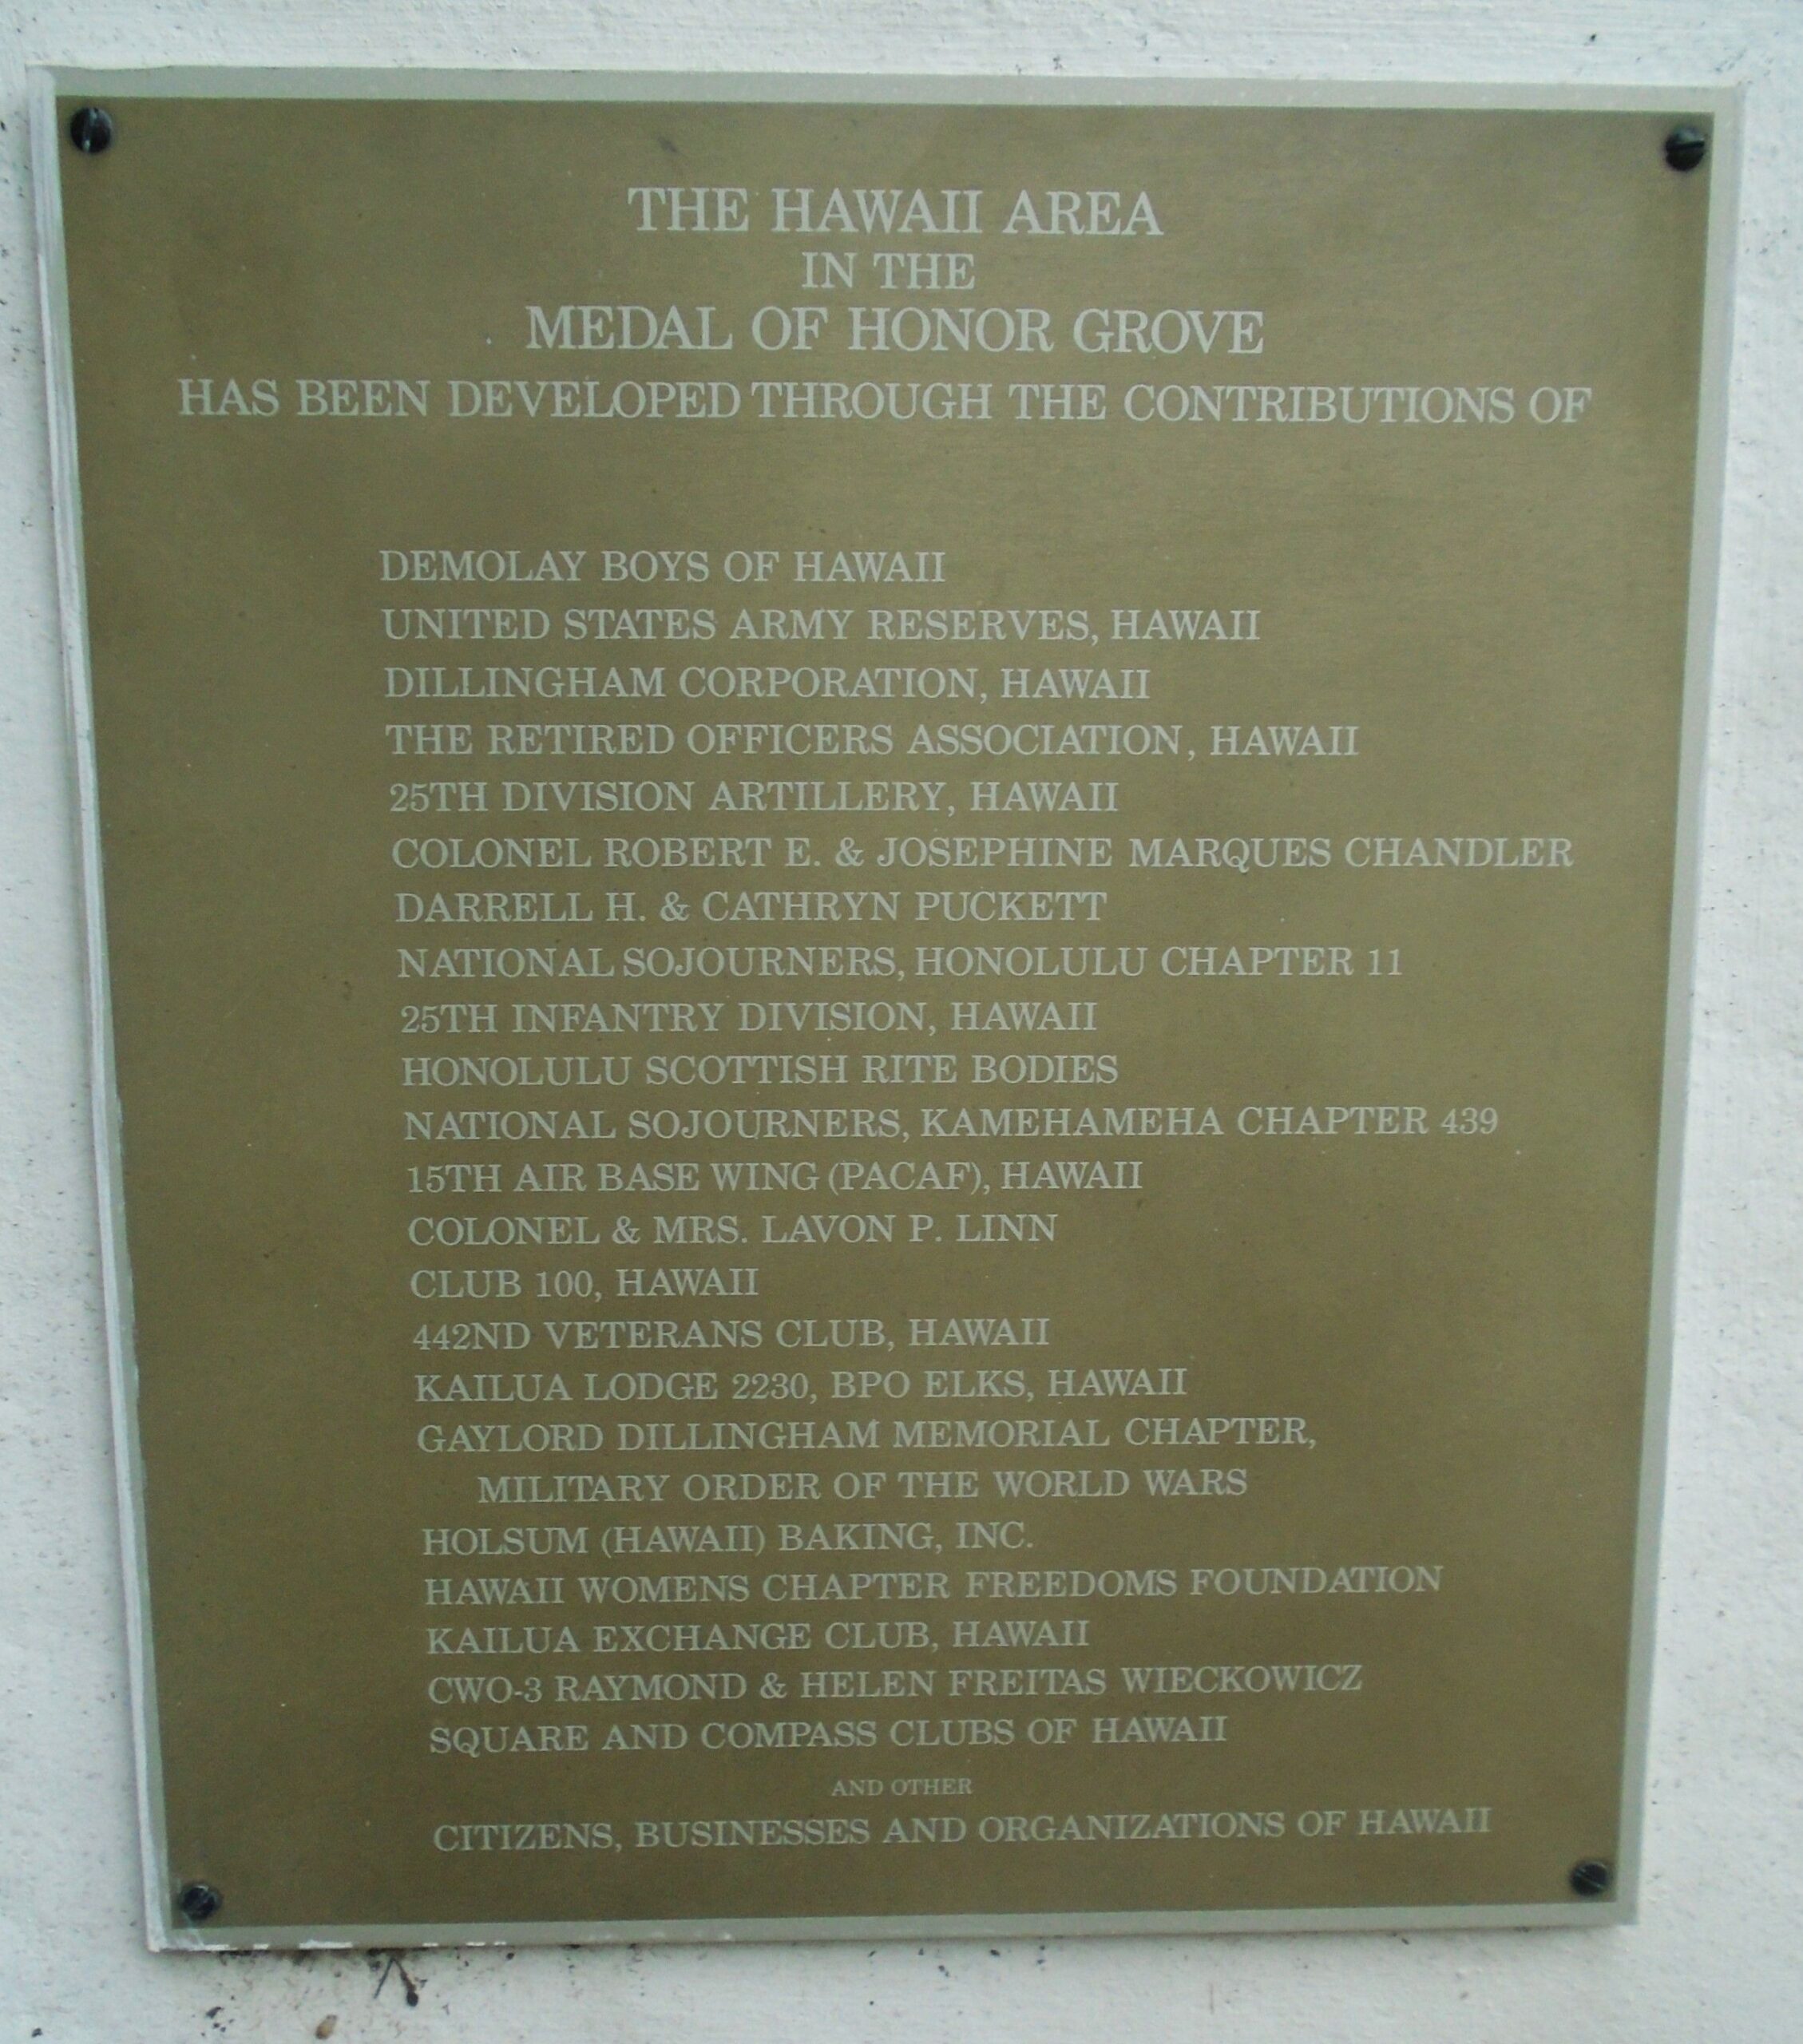 THE HAWAII AREA
IN THE
MEDAL OF HONOR GROVE
HAS BEEN DEVELOPED THROUGH THE CONTRIBUTIONS OF
DEMOLAY BOYS OF HAWAII
UNITED STATES ARMY RESERVES, HAWAII
DILLINGHAM CORPORATION, HAWAII
THE RETIRED OFFICERS ASSOCIATION, HAWAII
25TH DIVISION ARTILLERY, HAWAII
COLONEL ROBERT E. & JOSEPHINE MARQUES CHANDLER
DARRELL H. & CATHRYN PUCKETT
NATIONAL SOJOURNERS, HONOLULU CHAPTER 11
25TH INFANTRY DIVISION, HAWAII
HONOLULU SCOTTISH RITE BODIES
NATIONAL SOJOURNERS, KAMEHAMEHA CHAPTER 439
15TH AIR BASE WING (PACAF), HAWAII
COLONEL & MRS. LAVON P. LINN
CLUB 100, HAWAII
442ND VETERANS CLUB, HAWAII
KAILUA LODGE 2230, BPO ELKS, HAWAII
GAYLORD DILLINGHAM MEMORIAL CHAPTER,
MILITARY ORDER OF THE WORLD WARS
HOLSUM (HAWAII) BAKING, INC.
HAWAII WOMENS CHAPTER FREEDOMS FOUNDATION
KAILUA EXCHANGE CLUB, HAWAII
CWO-3 RAYMOND & HELEN FREITAS WIECKOWICZ
SQUARE AND COMPASS CLUBS OF HAWAII
AND OTHER
CITIZENS, BUSINESSES AND ORGANIZATIONS OF HAWAII